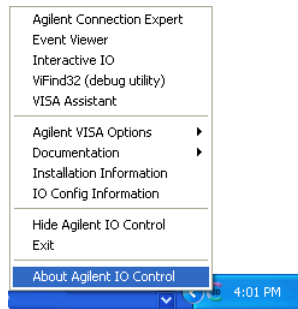 Agilent Connection Expert
Event Viewer
Interactive IO
ViFind32 (debug utility)
VISA Assistant
Agilent VISA Options
Documentation
Installation Information
IO Config Information
Hide Agilent IO Control
Exit
About Agilent IO Control
4:01 PM